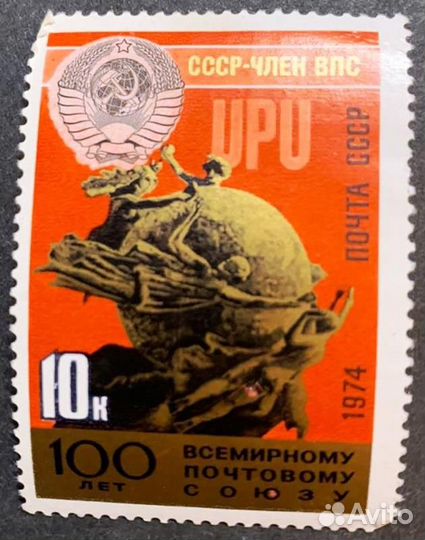 СССР-ЧЛЕН ВПС
UPU
ПОЧТА СССР
1974
10к
100
ЛЕТ
ВСЕМИРНОМУ
ПОЧТОВОМУ
СОЮЗУ
Avito